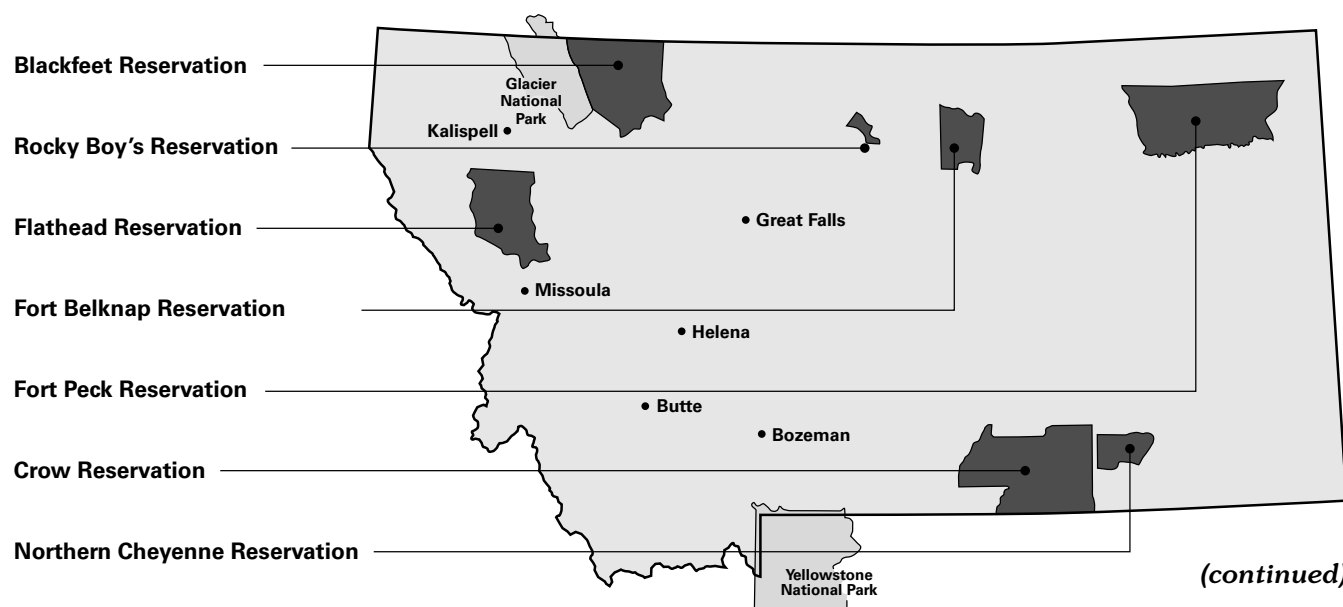 Blackfeet Reservation
Glacier
National
Park
Kalispell
Rocky Boy’s Reservation
Flathead Reservation
Great Falls
Missoula
Fort Belknap Reservation
Helena
Fort Peck Reservation
Butte
Bozeman
Crow Reservation
Northern Cheyenne Reservation
Yellowstone
National Park
(continued)